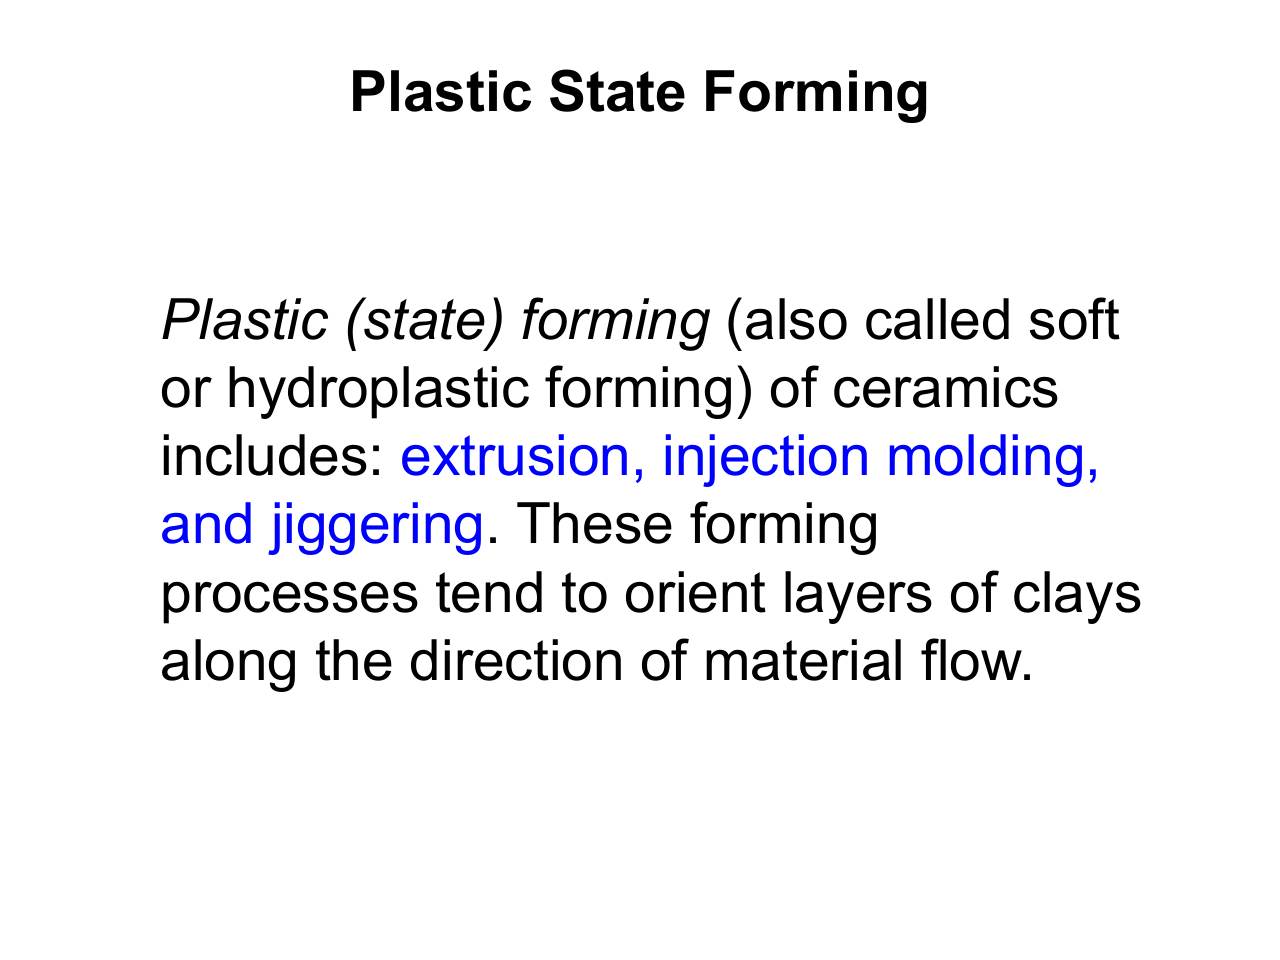 Plastic State Forming
Plastic (state) forming (also called soft
or hydroplastic forming) of ceramics
includes: extrusion, injection molding,
and jiggering. These forming
processes tend to orient layers of clays
along the direction of material flow.